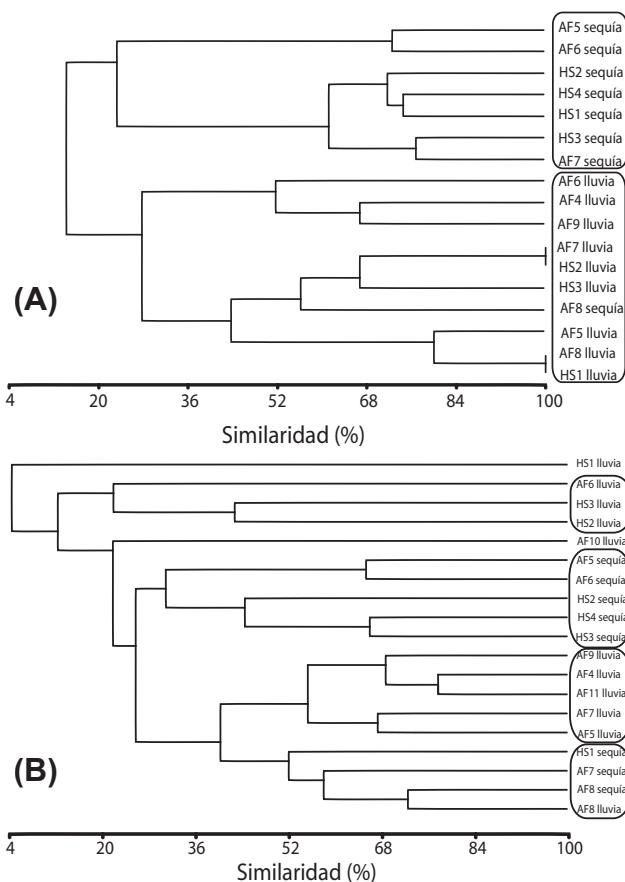 AF5 sequía
AF6 sequía
HS2 sequía
HS4 sequía
HS1 sequía
HS3 sequía
AF7 sequía
AF6 lluvia
AF4 lluvia
AF9 lluvia
AF7 lluvia
HS2 lluvia
HS3 lluvia
AF8 sequía
AF5 lluvia
AF8 lluvia
HS1 lluvia
(A)
4 20 36 52 68 84 100
Similaridad (%)
HS1 lluvia
AF6 lluvia
HS3 lluvia
HS2 lluvia
AF10 lluvia
AF5 sequía
AF6 sequía
HS2 sequía
HS4 sequía
HS3 sequía
AF9 lluvia
AF4 lluvia
AF11 lluvia
AF7 lluvia
AF5 lluvia
HS1 sequía
AF7 sequía
AF8 sequía
AF8 lluvia
(B)
4 20 36 52 68 84 100
Similaridad (%)